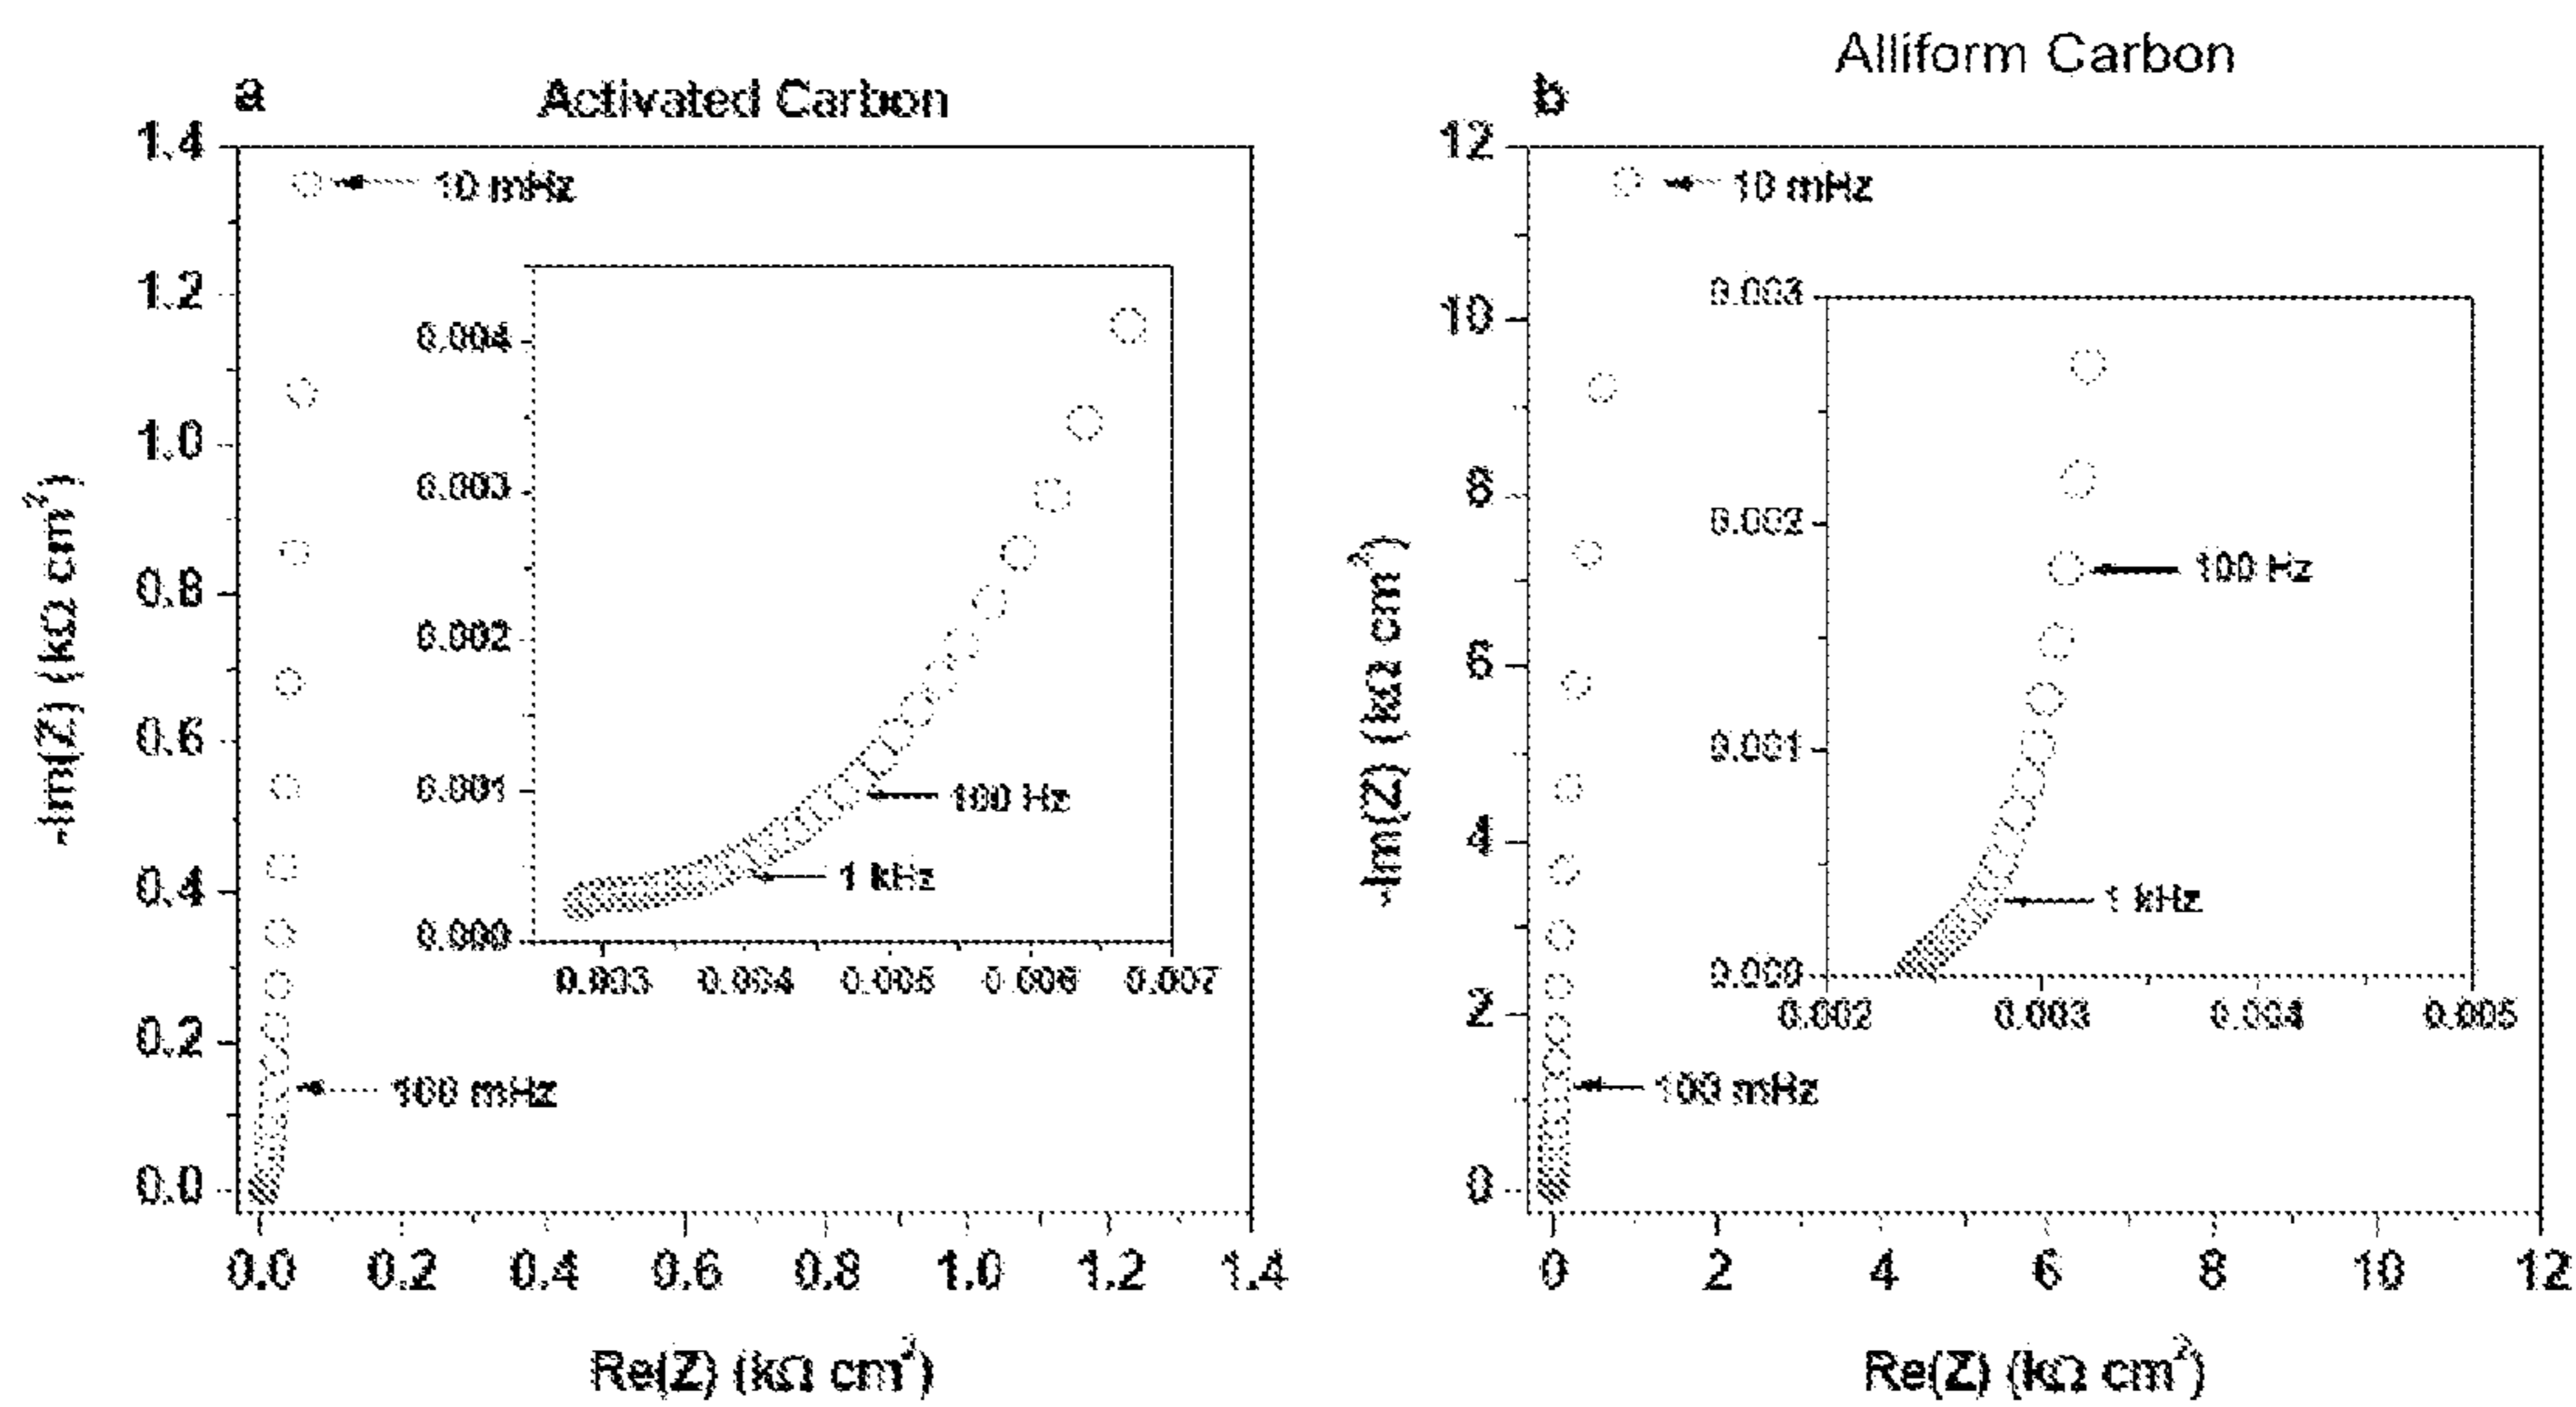 a
Activated Carbon
1.4
1.2
1.0
0.8
0.6
0.4
0.2
0.0
-Im(Z) (kΩ cm²)
10 mHz
100 mHz
0.004
0.003
0.002
0.001
0.000
100 Hz
1 kHz
0.003 0.004 0.005 0.006 0.007
0.0 0.2 0.4 0.6 0.8 1.0 1.2 1.4
Re(Z) (kΩ cm²)
b
Alliform Carbon
12
10
8
6
4
2
0
-Im(Z) (kΩ cm²)
10 mHz
100 mHz
0.003
0.002
0.001
0.000
100 Hz
1 kHz
0.002 0.003 0.004 0.005
0 2 4 6 8 10 12
Re(Z) (kΩ cm²)